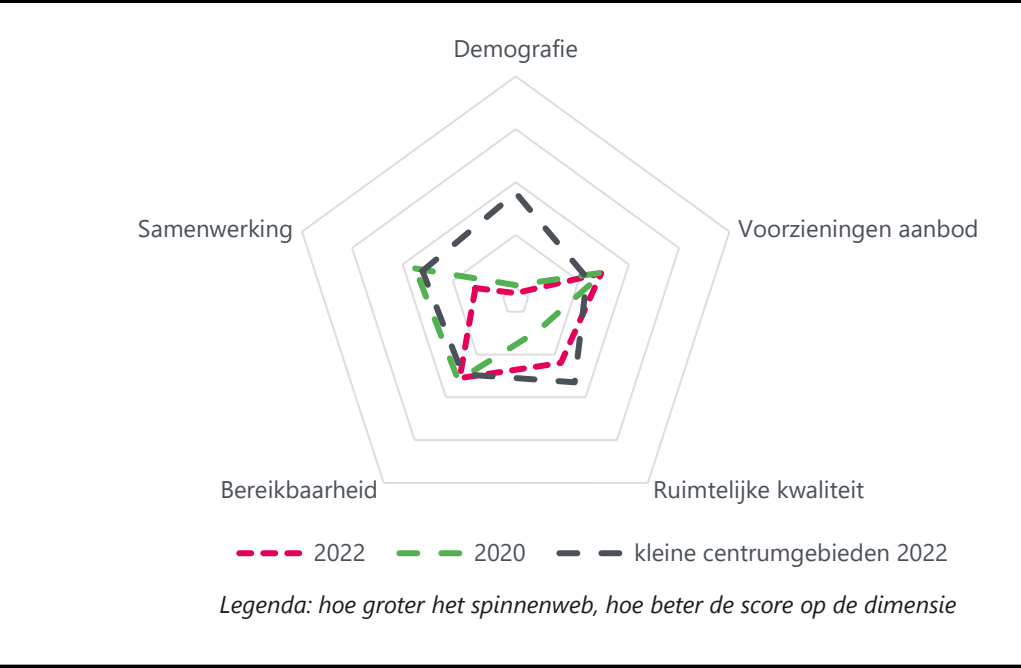 Demografie
Samenwerking
Voorzieningen aanbod
Bereikbaarheid
Ruimtelijke kwaliteit
2022
2020
kleine centrumgebieden 2022
Legenda: hoe groter het spinnenweb, hoe beter de score op de dimensie